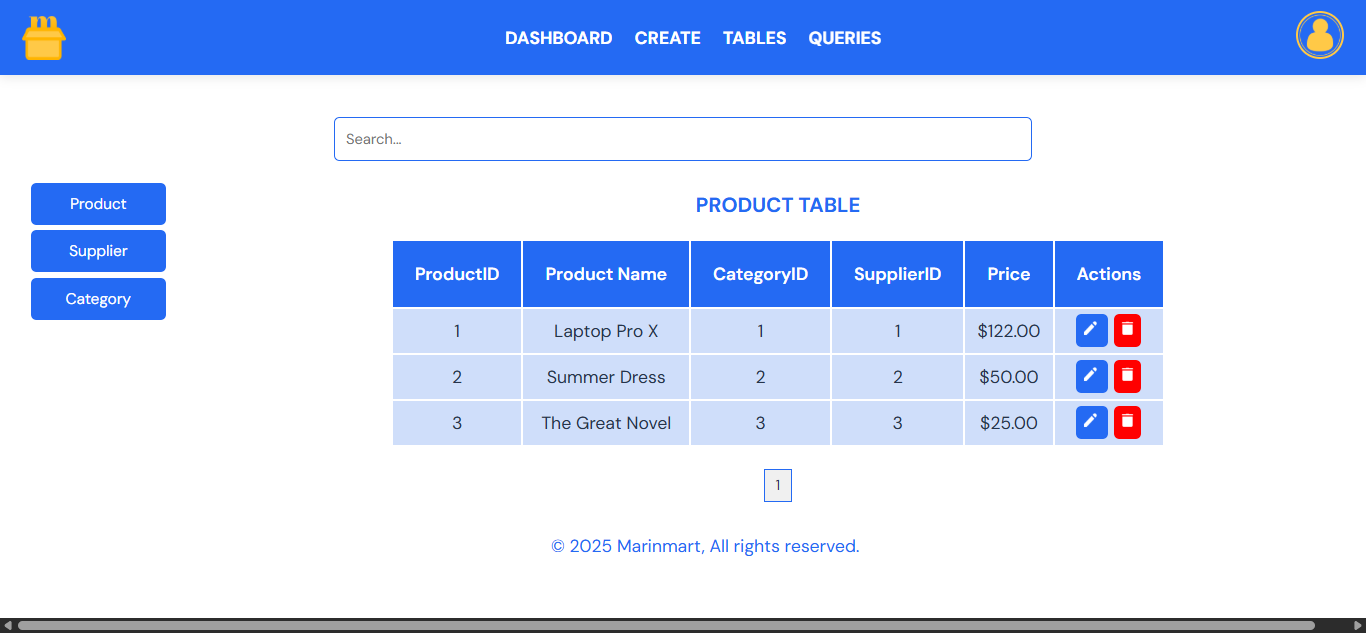 DASHBOARD CREATE TABLES QUERIES
Search...
Product
Supplier
Category
PRODUCT TABLE
ProductID Product Name CategoryID SupplierID Price Actions
1 Laptop Pro X 1 1 $122.00
2 Summer Dress 2 2 $50.00
3 The Great Novel 3 3 $25.00
1
© 2025 Marinmart, All rights reserved.